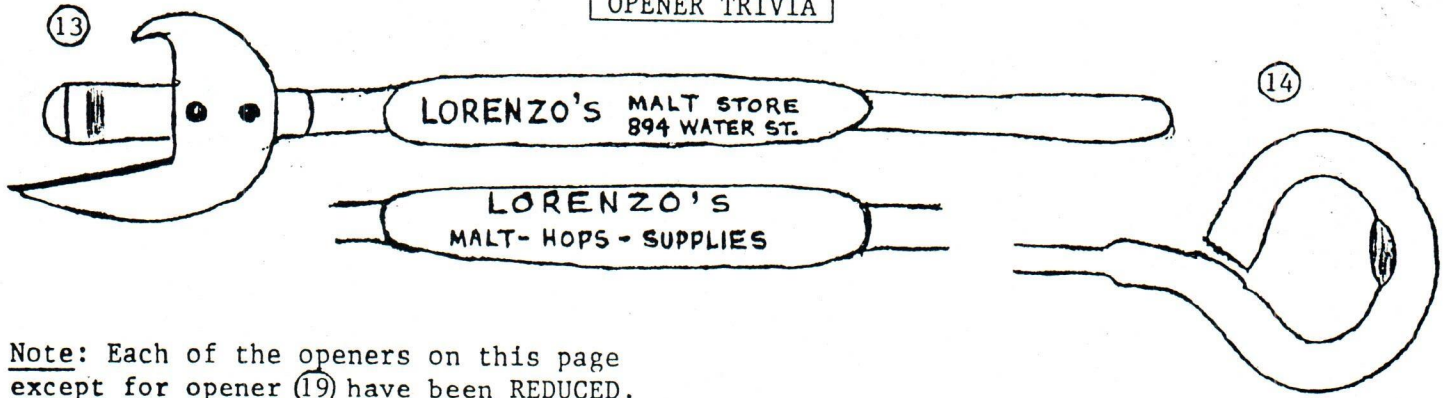 OPENER TRIVIA
13
14
LORENZO'S MALT STORE
894 WATER ST.
LORENZO'S
MALT- HOPS - SUPPLIES
Note: Each of the openers on this page
except for opener 19 have been REDUCED.